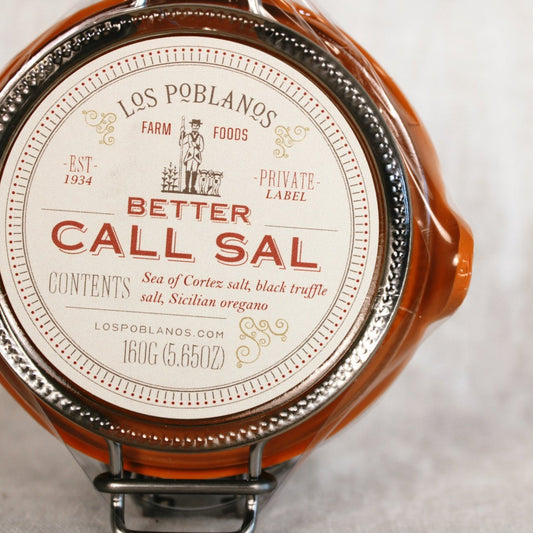 LOS POBLANOS
FARM FOODS
-EST-
1934
-PRIVATE-
LABEL
BETTER
CALL SAL
CONTENTS
Sea of Cortez salt, black truffle
salt, Sicilian oregano
LOSPOBLANOS.COM
160G (5.65OZ)